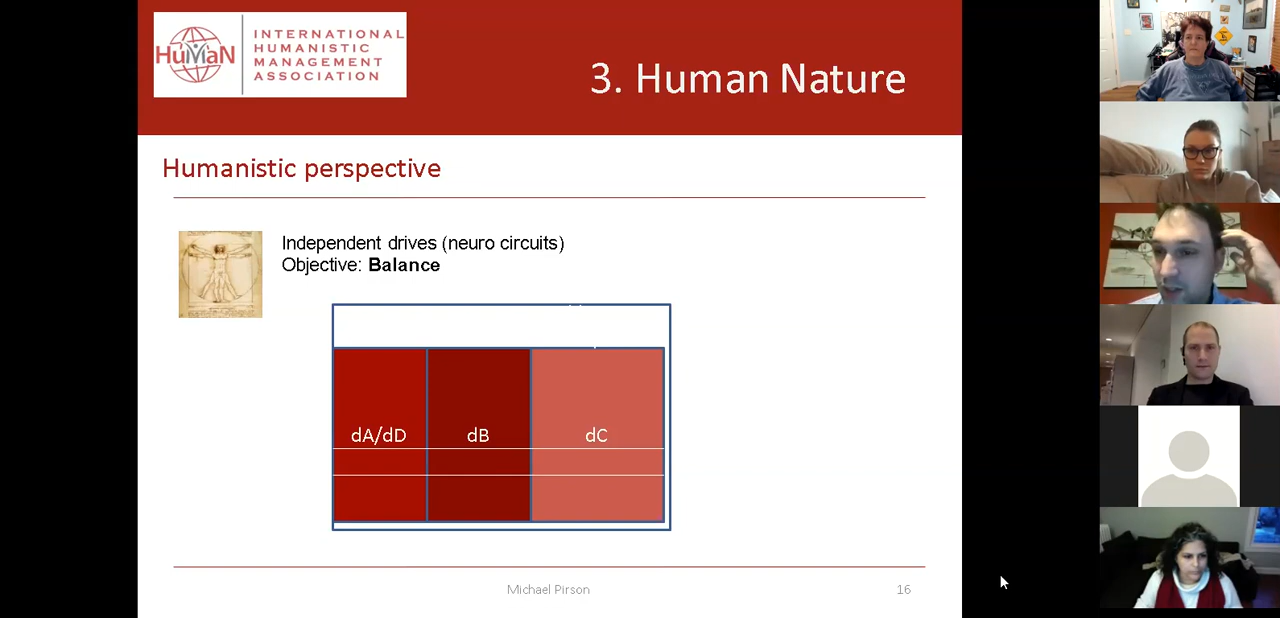 HuMaN
INTERNATIONAL
HUMANISTIC
MANAGEMENT
ASSOCIATION
3. Human Nature
Humanistic perspective
Independent drives (neuro circuits)
Objective: Balance
dA/dD dB dC
Michael Pirson 16